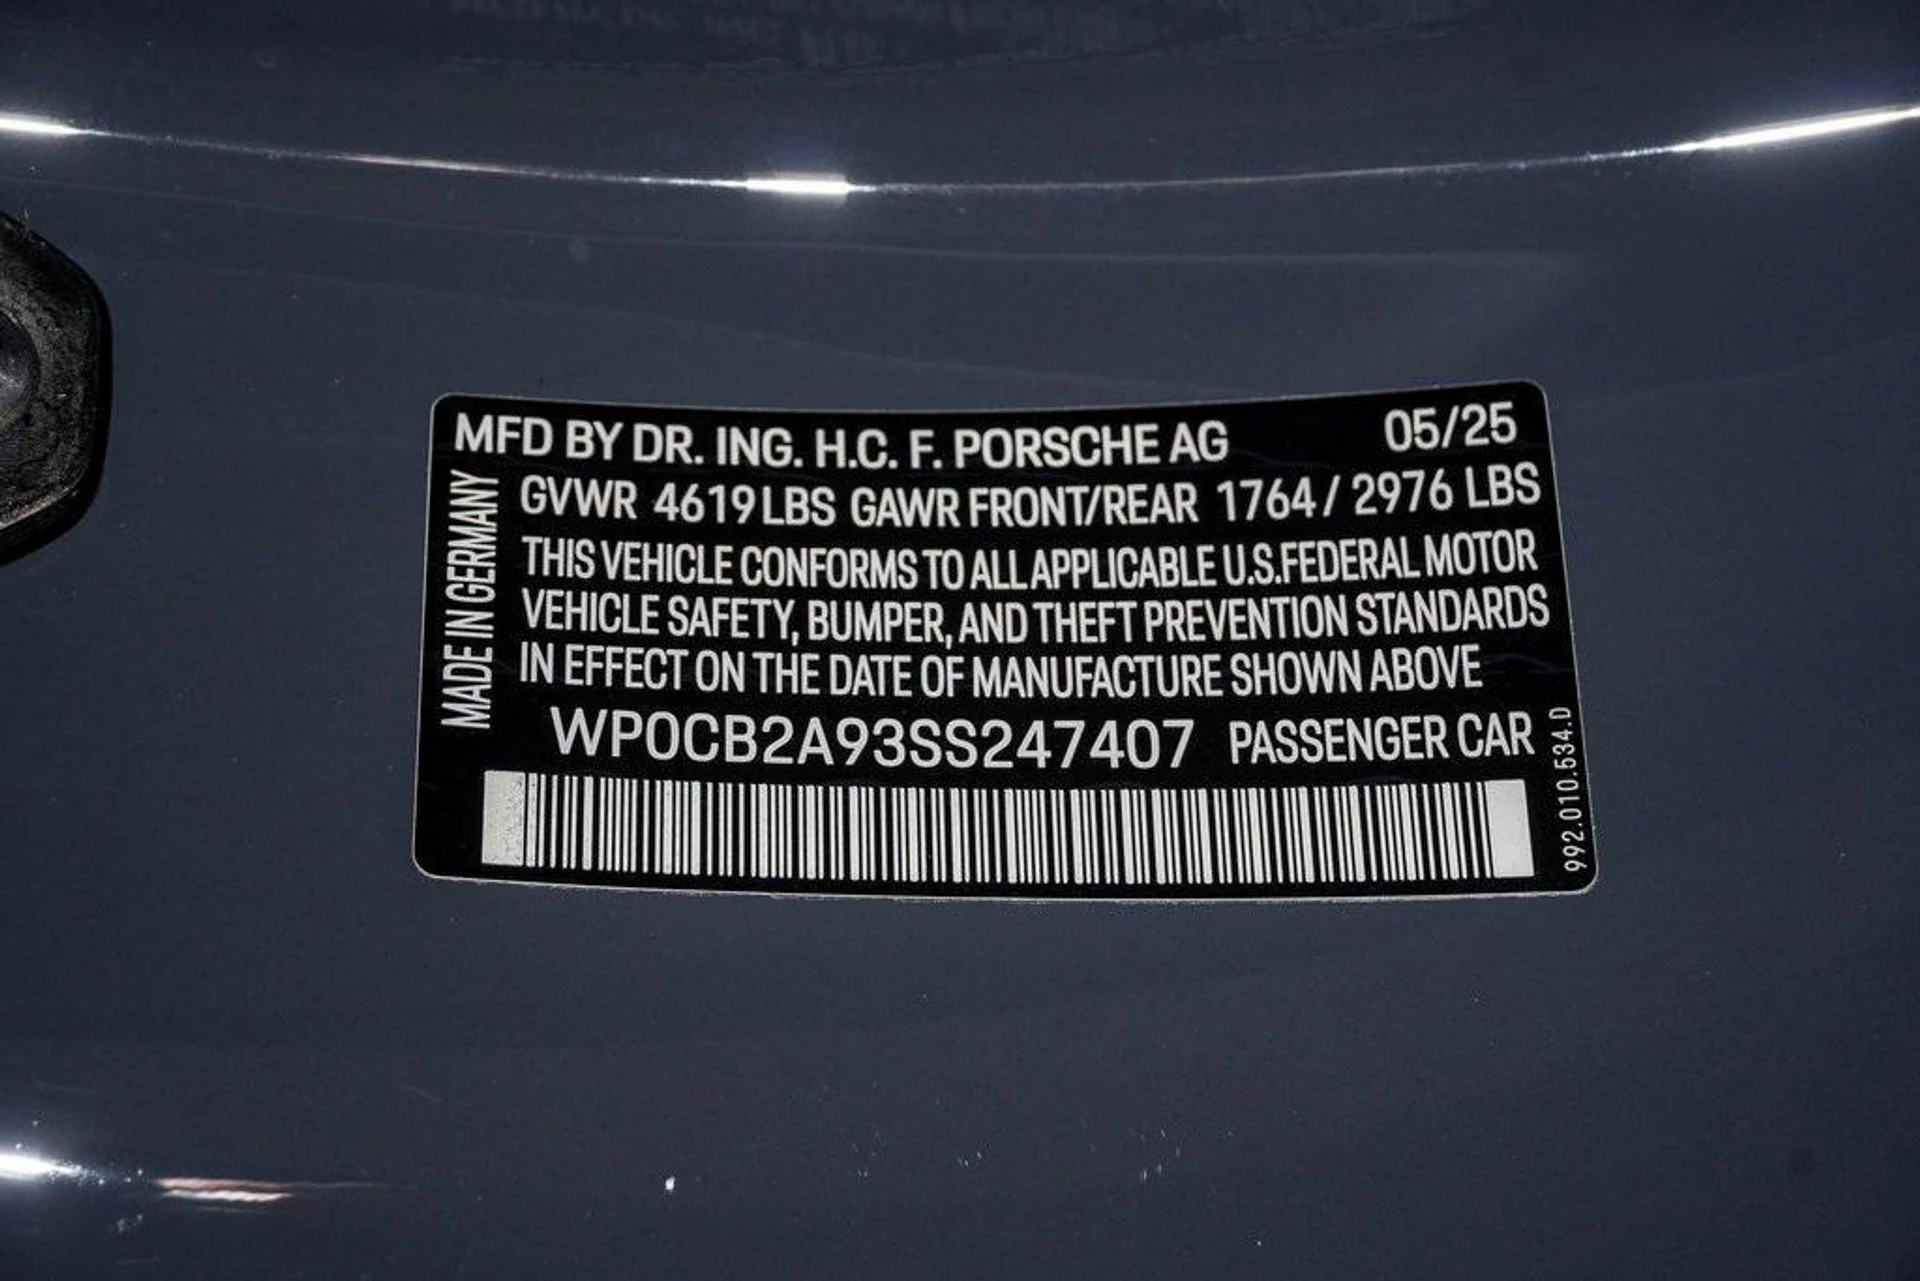 MFD BY DR. ING. H.C. F. PORSCHE AG 05/25
GVWR 4619 LBS GAWR FRONT/REAR 1764 / 2976 LBS
THIS VEHICLE CONFORMS TO ALL APPLICABLE U.S.FEDERAL MOTOR
VEHICLE SAFETY, BUMPER, AND THEFT PREVENTION STANDARDS
IN EFFECT ON THE DATE OF MANUFACTURE SHOWN ABOVE
WP0CB2A93SS247407 PASSENGER CAR
MADE IN GERMANY
992.010.534.D